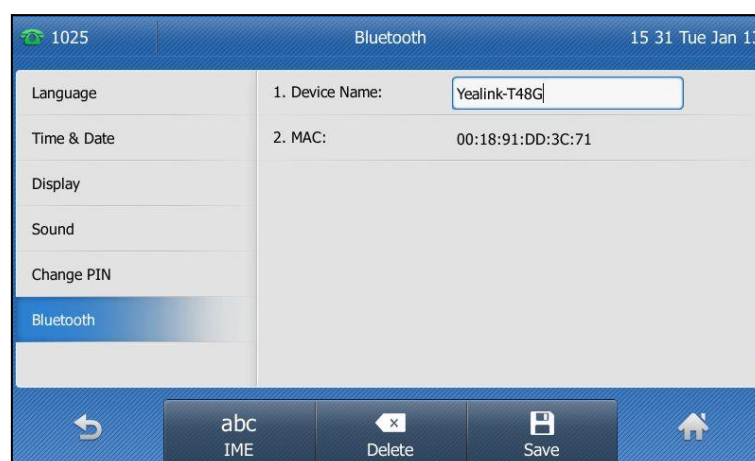 1025 Bluetooth 15 31 Tue Jan
Language
1. Device Name: Yealink-T48G
Time & Date
2. MAC: 00:18:91:DD:3C:71
Display
Sound
Change PIN
Bluetooth
abc
IME
Delete
Save